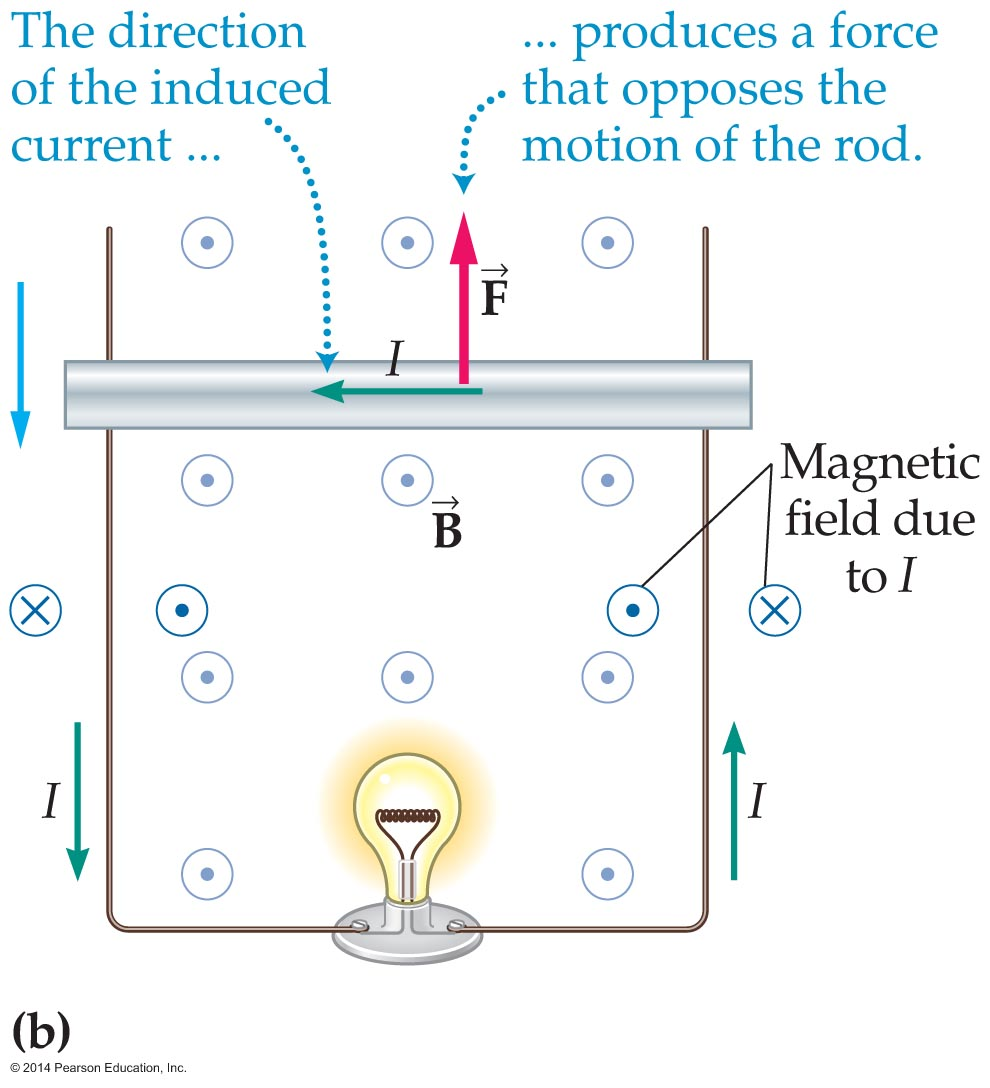 The direction
of the induced
current ...
... produces a force
that opposes the
motion of the rod.
F
I
B
Magnetic
field due
to I
I
I
(b)
© 2014 Pearson Education, Inc.